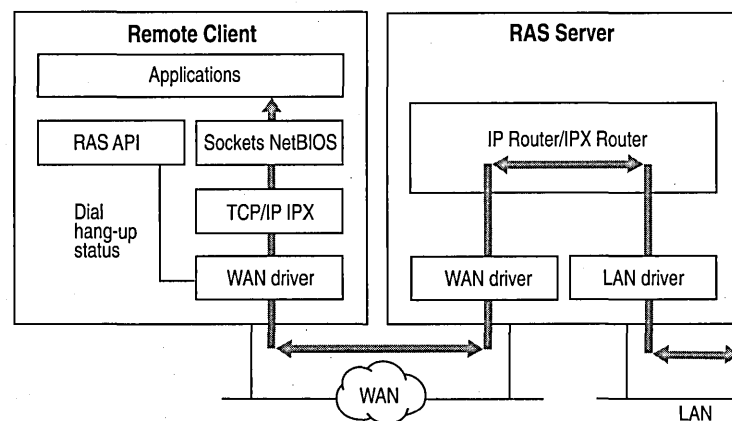 Remote Client
Applications
RAS API
Sockets NetBIOS
Dial
hang-up
status
TCP/IP IPX
WAN driver
RAS Server
IP Router/IPX Router
WAN driver
LAN driver
WAN
LAN